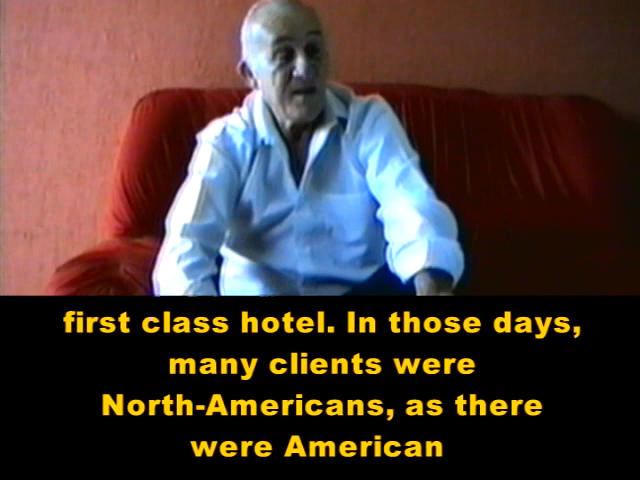 first class hotel. In those days,
many clients were
North-Americans, as there
were American